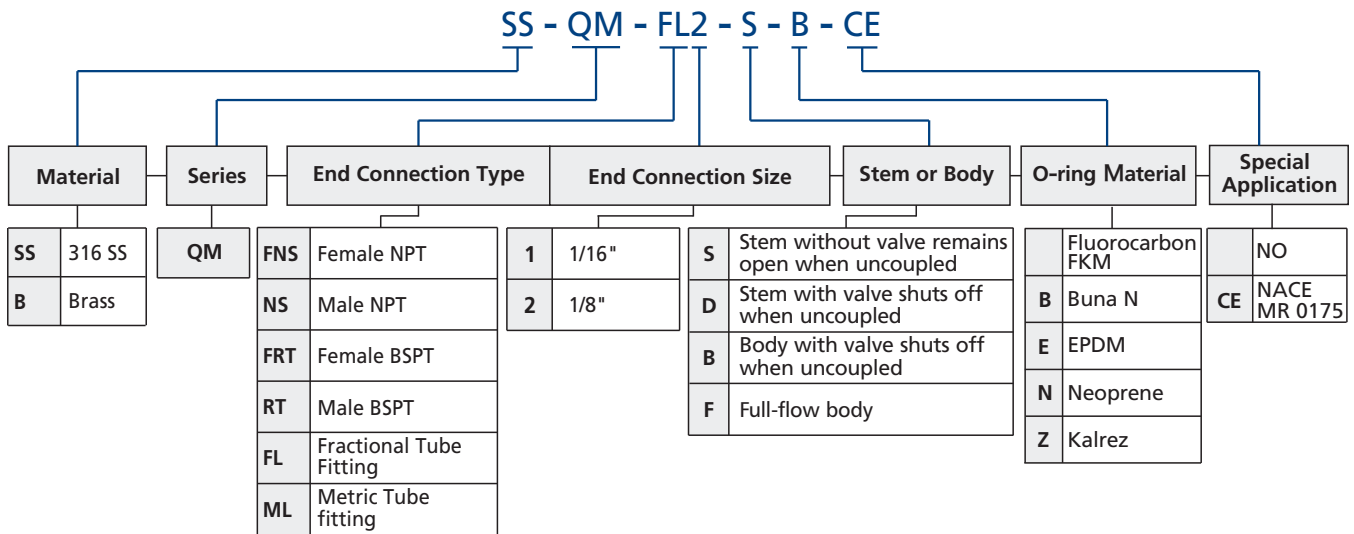 SS - QM - FL2 - S - B - CE
Material
Series
End Connection Type
End Connection Size
Stem or Body
O-ring Material
Special
Application
SS 316 SS
B Brass
QM
FNS Female NPT
NS Male NPT
FRT Female BSPT
RT Male BSPT
FL Fractional Tube
Fitting
ML Metric Tube
fitting
1 1/16"
2 1/8"
S Stem without valve remains
open when uncoupled
D Stem with valve shuts off
when uncoupled
B Body with valve shuts off
when uncoupled
F Full-flow body
Fluorocarbon
FKM
B Buna N
E EPDM
N Neoprene
Z Kalrez
NO
CE NACE
MR 0175